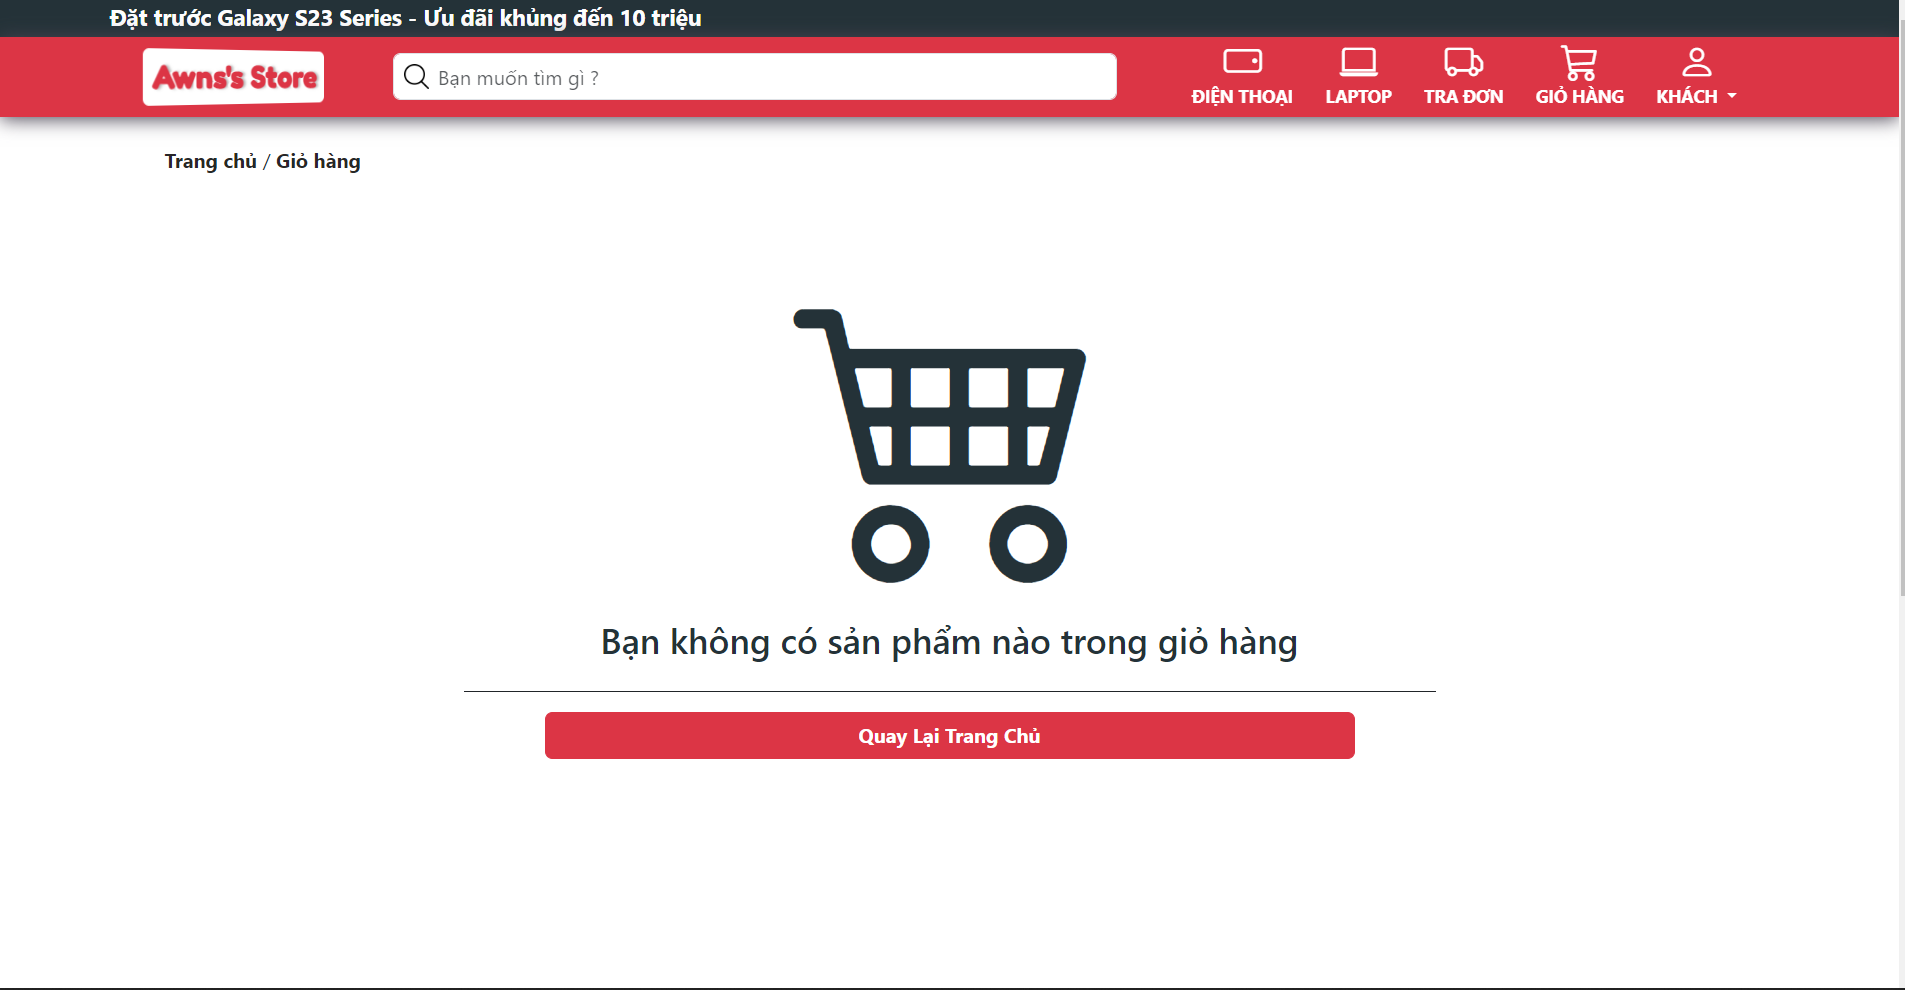 Đặt trước Galaxy S23 Series - Ưu đãi khủng đến 10 triệu
Awns's Store
Bạn muốn tìm gì ?
ĐIỆN THOẠI
LAPTOP
TRA ĐƠN
GIỎ HÀNG
KHÁCH
Trang chủ / Giỏ hàng
Bạn không có sản phẩm nào trong giỏ hàng
Quay Lại Trang Chủ